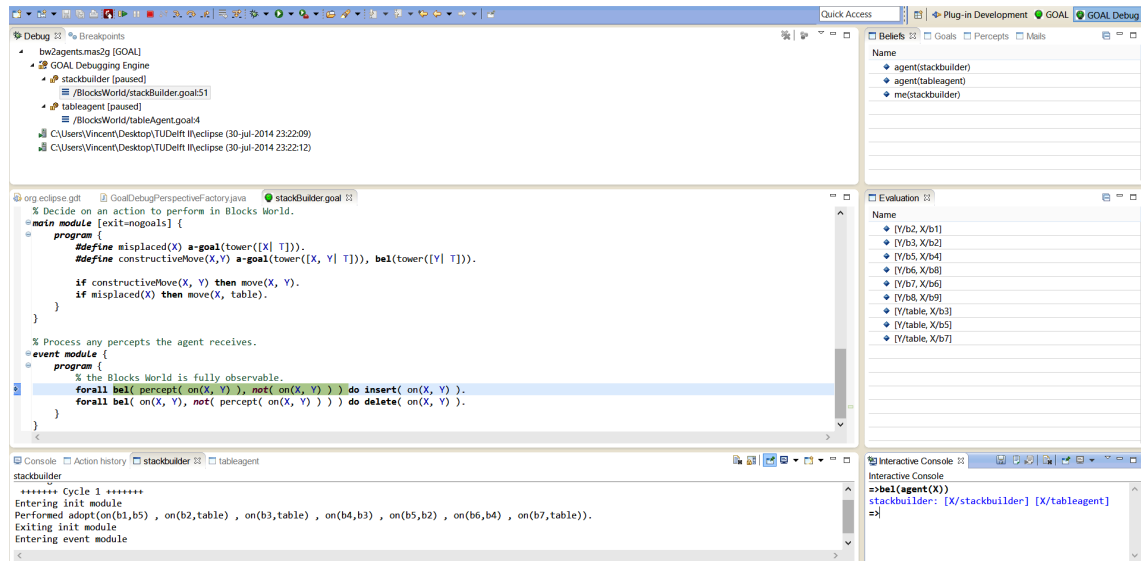 Quick Access
Plug-in Development GOAL GOAL Debug
Debug Breakpoints
bw2agents.mas2g [GOAL]
GOAL Debugging Engine
stackbuilder [paused]
/BlocksWorld/stackBuilder.goal:51
tableagent [paused]
/BlocksWorld/tableAgent.goal:4
C:\Users\Vincent\Desktop\TUDelft II\eclipse (30-jul-2014 23:22:09)
C:\Users\Vincent\Desktop\TUDelft II\eclipse (30-jul-2014 23:22:12)
Beliefs Goals Percepts Mails
Name
agent(stackbuilder)
agent(tableagent)
me(stackbuilder)
org.eclipse.gdt GoalDebugPerspectiveFactory.java stackBuilder.goal
% Decide on an action to perform in Blocks World.
main module [exit=nogoals] {
program {
#define misplaced(X) a-goal(tower([X| T])).
#define constructiveMove(X,Y) a-goal(tower([X, Y| T])), bel(tower([Y| T])).
if constructiveMove(X, Y) then move(X, Y).
if misplaced(X) then move(X, table).
}
}
% Process any percepts the agent receives.
event module {
program {
% the Blocks World is fully observable.
forall bel( percept( on(X, Y) ), not( on(X, Y) ) ) do insert( on(X, Y) ).
forall bel( on(X, Y), not( percept( on(X, Y) ) ) ) do delete( on(X, Y) ).
}
}
Evaluation
Name
[Y/b2, X/b1]
[Y/b3, X/b2]
[Y/b5, X/b4]
[Y/b6, X/b8]
[Y/b7, X/b6]
[Y/b8, X/b9]
[Y/table, X/b3]
[Y/table, X/b5]
[Y/table, X/b7]
Console Action history stackbuilder tableagent
stackbuilder
+++++++ Cycle 1 +++++++
Entering init module
Performed adopt(on(b1,b5) , on(b2,table) , on(b3,table) , on(b4,b3) , on(b5,b2) , on(b6,b4) , on(b7,table)).
Exiting init module
Entering event module
Interactive Console
Interactive Console
=>bel(agent(X))
stackbuilder: [X/stackbuilder] [X/tableagent]
=>